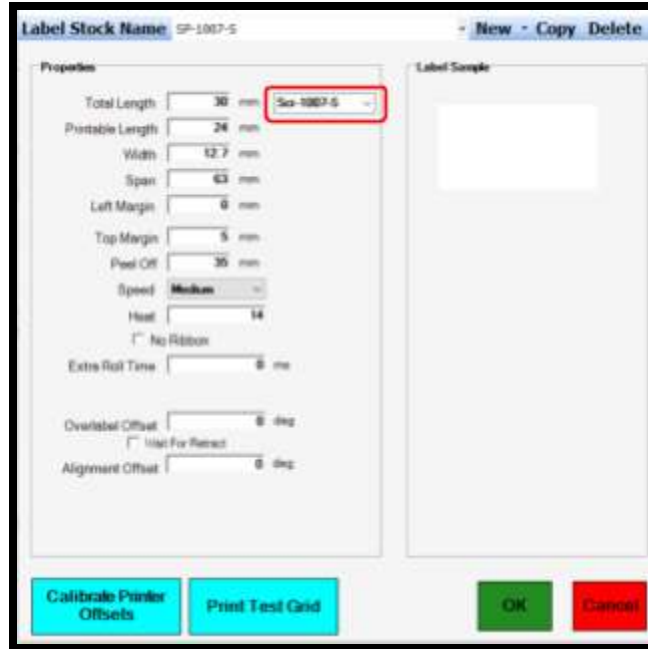 Label Stock Name SP-1007-S - New - Copy Delete
Properties
Label Sample
Total Length 30 mm Sci-1007-S
Printable Length 24 mm
Width 12.7 mm
Span 63 mm
Left Margin 0 mm
Top Margin 5 mm
Peel Off 35 mm
Speed Medium
Heat 14
No Ribbon
Extra Roll Time 0 ms
Overlabel Offset 0 deg
Wait For Retract
Alignment Offset 0 deg
Calibrate Printer
Offsets
Print Test Grid
OK
Cancel